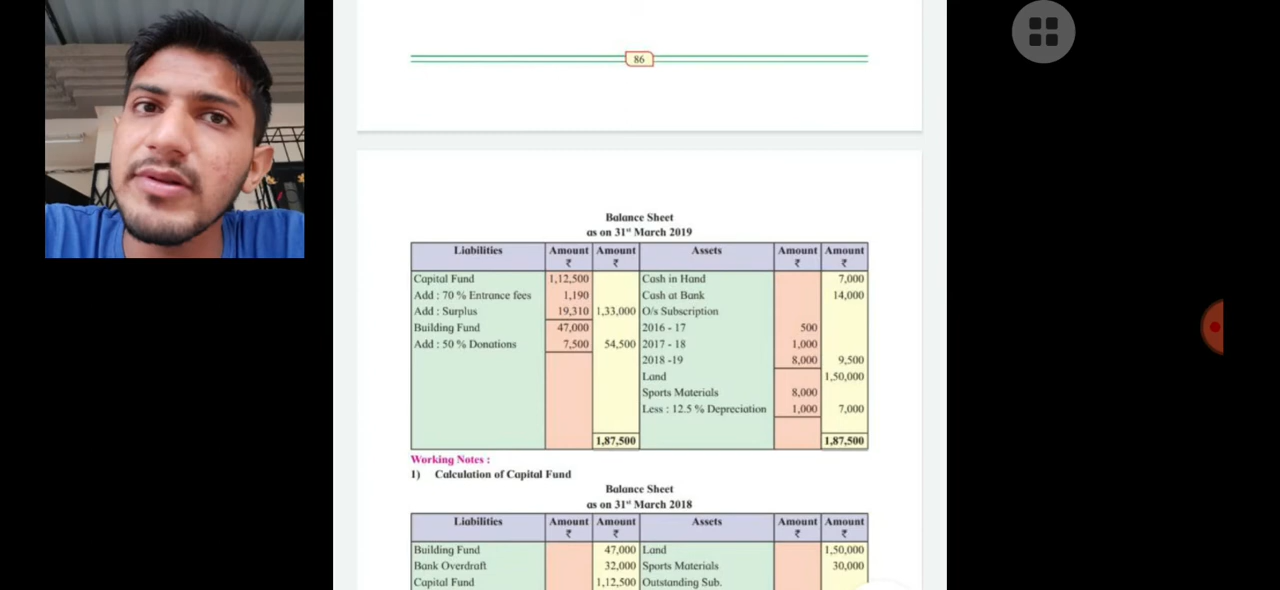 86
Balance Sheet
as on 31st March 2019
Liabilities Amount ₹ Amount ₹ Assets Amount ₹ Amount ₹
Capital Fund 1,12,500 Cash in Hand 7,000
Add : 70 % Entrance fees 1,190 Cash at Bank 14,000
Add : Surplus 19,310 1,33,000 O/s Subscription
Building Fund 47,000 2016 - 17 500
Add : 50 % Donations 7,500 54,500 2017 - 18 1,000
2018 -19 8,000 9,500
Land 1,50,000
Sports Materials 8,000
Less : 12.5 % Depreciation 1,000 7,000
1,87,500 1,87,500
Working Notes :
1) Calculation of Capital Fund
Balance Sheet
as on 31st March 2018
Liabilities Amount ₹ Amount ₹ Assets Amount ₹ Amount ₹
Building Fund 47,000 Land 1,50,000
Bank Overdraft 32,000 Sports Materials 30,000
Capital Fund 1,12,500 Outstanding Sub.